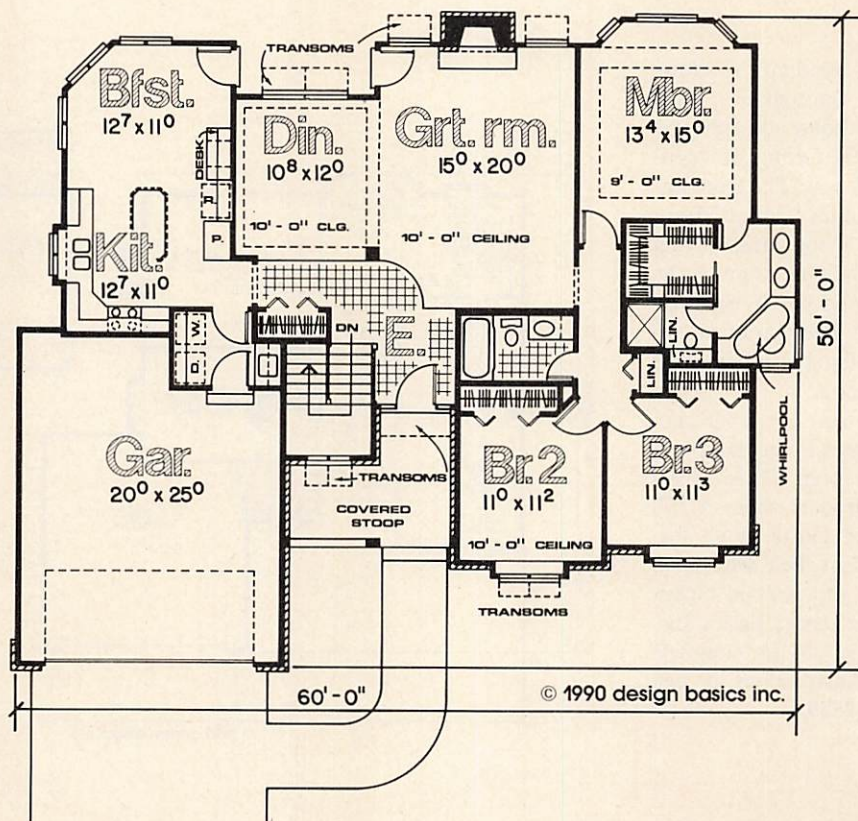 TRANSOMS
Bfst.
12⁷ x 11⁰
DESK
R.
P.
Din.
10⁸ x 12⁰
10' - 0" CLG.
Grt. rm.
15⁰ x 20⁰
10' - 0" CEILING
Mbr.
13⁴ x 15⁰
9' - 0" CLG.
Kit.
12⁷ x 11⁰
W.
D.
DN
E.
LIN.
LIN.
WHIRLPOOL
50' - 0"
Gar.
20⁰ x 25⁰
TRANSOMS
COVERED
STOOP
Br. 2
11⁰ x 11²
10' - 0" CEILING
TRANSOMS
Br. 3
11⁰ x 11³
60' - 0"
© 1990 design basics inc.